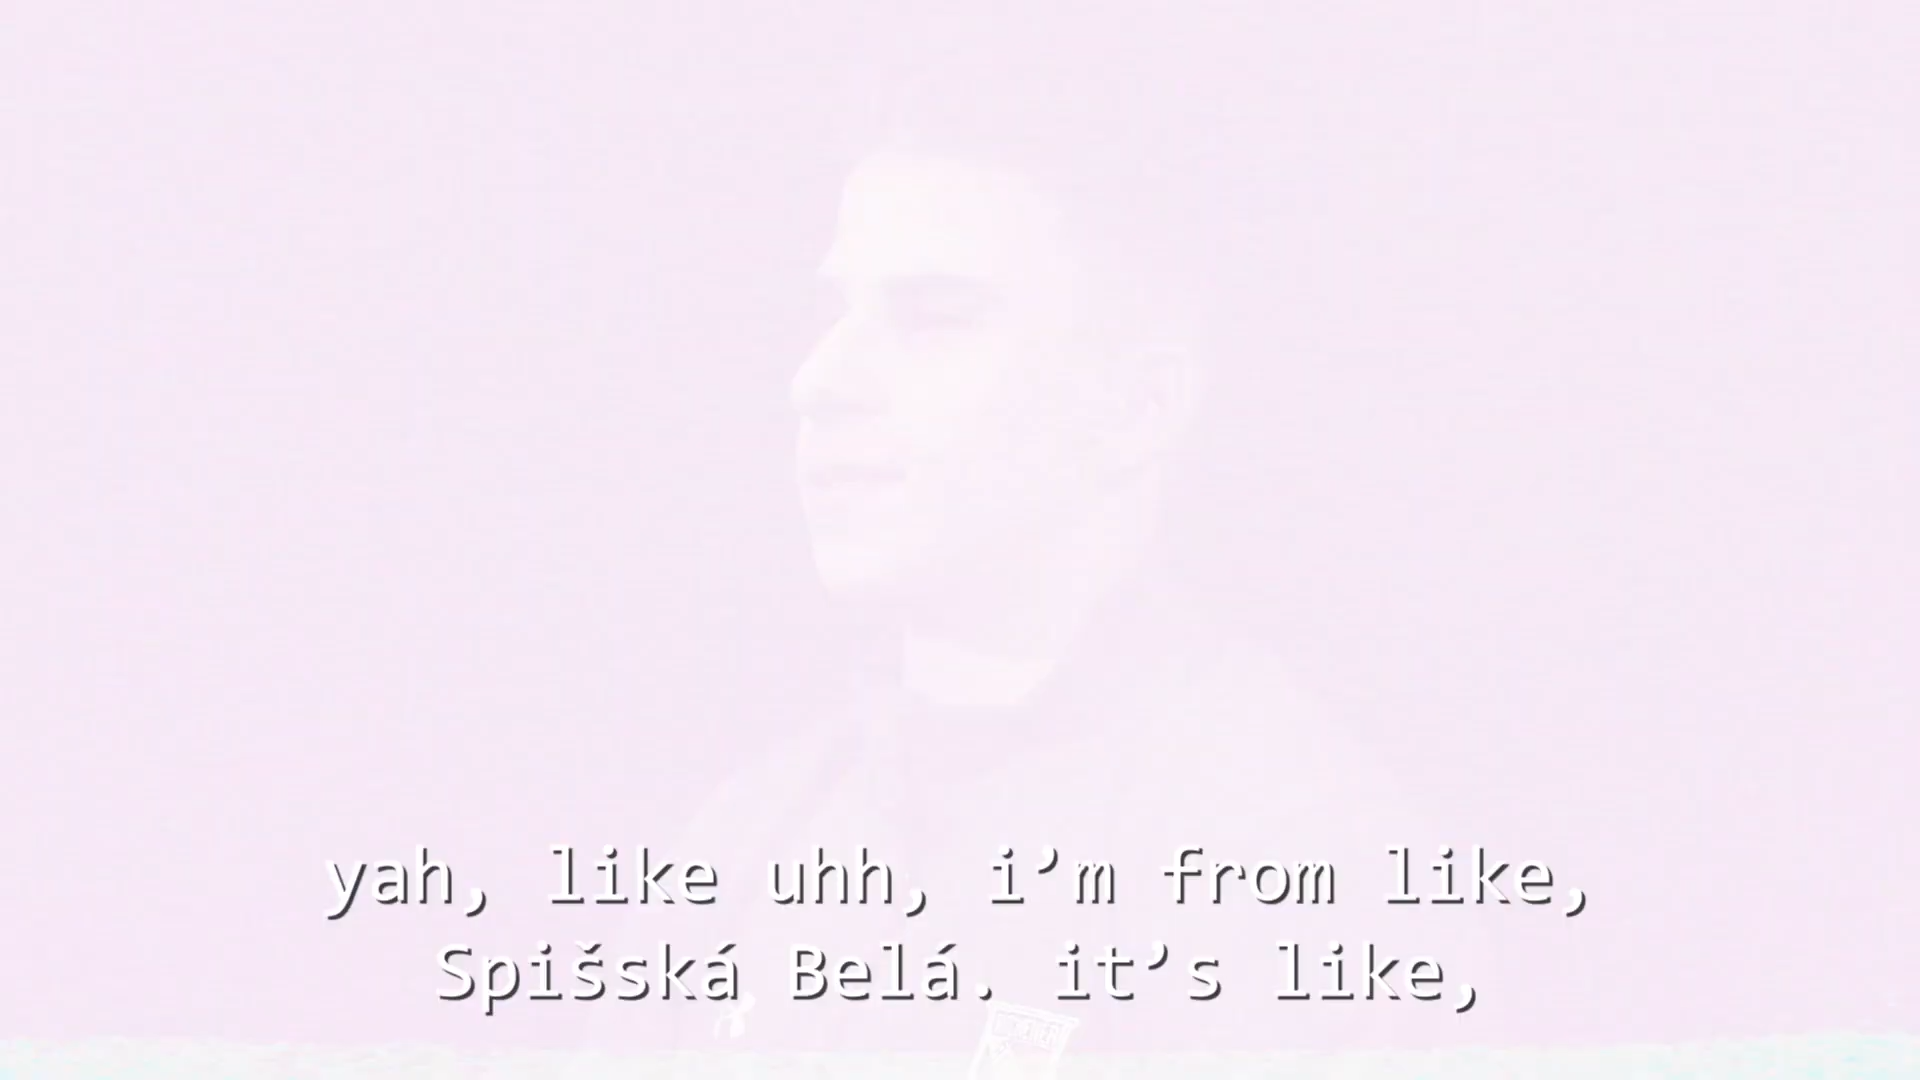 yah, like uhh, i’m from like,
Spišská Belá. it’s like,